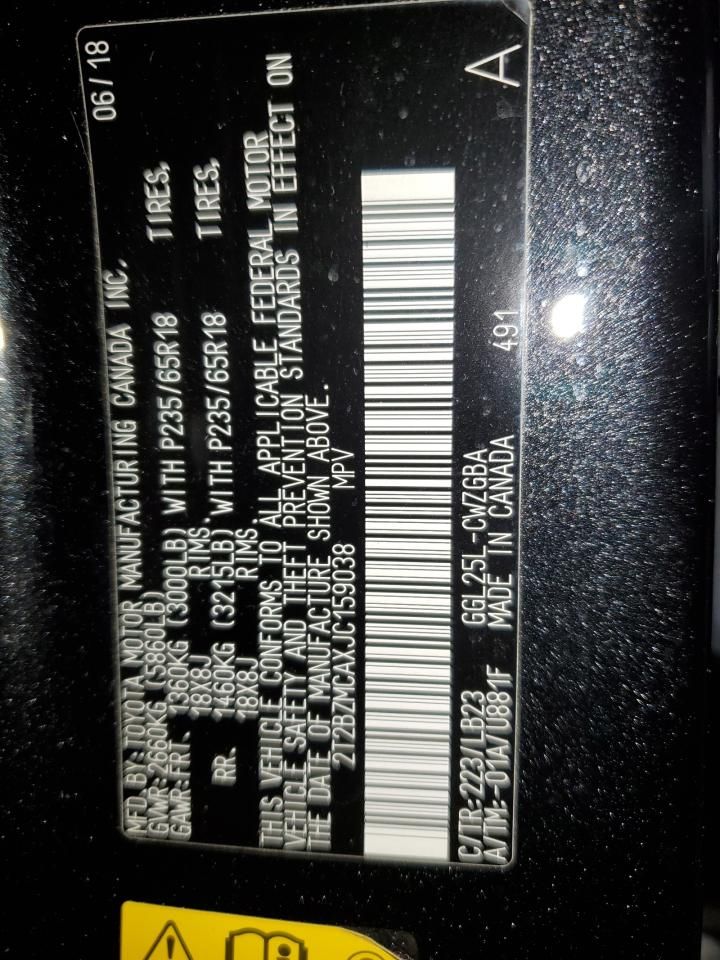 MFD. BY: TOYOTA MOTOR MANUFACTURING CANADA INC. 06/18
GVWR: 2660KG (5860LB)
GAWR: FRT. 1360KG (3000LB) WITH P235/65R18 TIRES,
18X8J RIMS.
RR. 1460KG (3215LB) WITH P235/65R18 TIRES,
18X8J RIMS
THIS VEHICLE CONFORMS TO ALL APPLICABLE FEDERAL MOTOR
VEHICLE SAFETY AND THEFT PREVENTION STANDARDS IN EFFECT ON
THE DATE OF MANUFACTURE SHOWN ABOVE.
2T2BZMCAXJC159038 MPV
C/TR:223/LB23 GGL25L-CWZGBA A
A/TM:-01A/U881F MADE IN CANADA 491